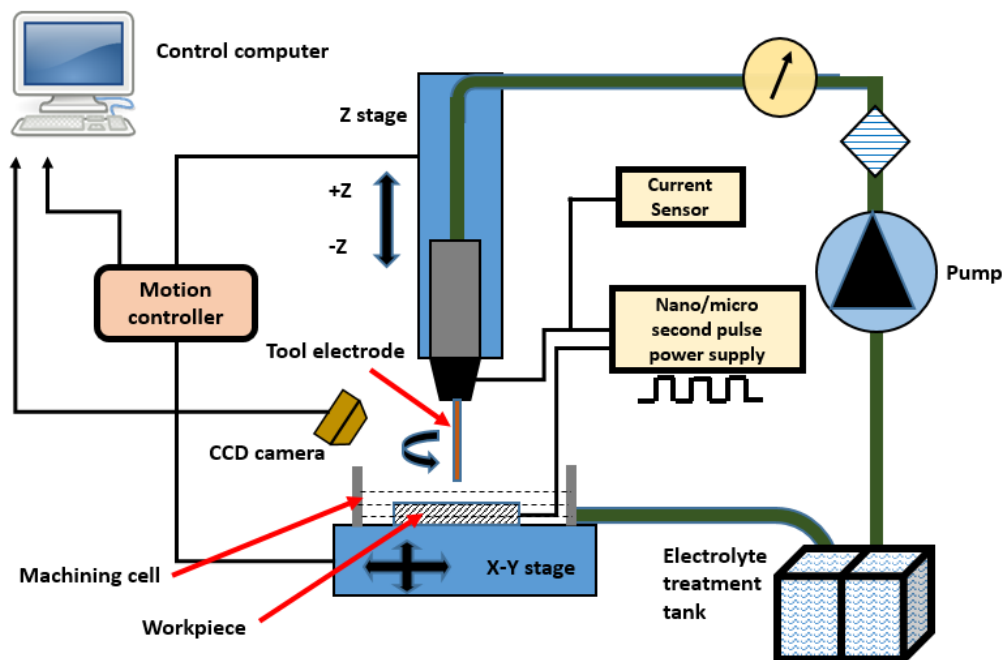 Control computer
Z stage
+Z
-Z
Current
Sensor
Pump
Motion
controller
Nano/micro
second pulse
power supply
Tool electrode
CCD camera
Machining cell
X-Y stage
Workpiece
Electrolyte
treatment
tank